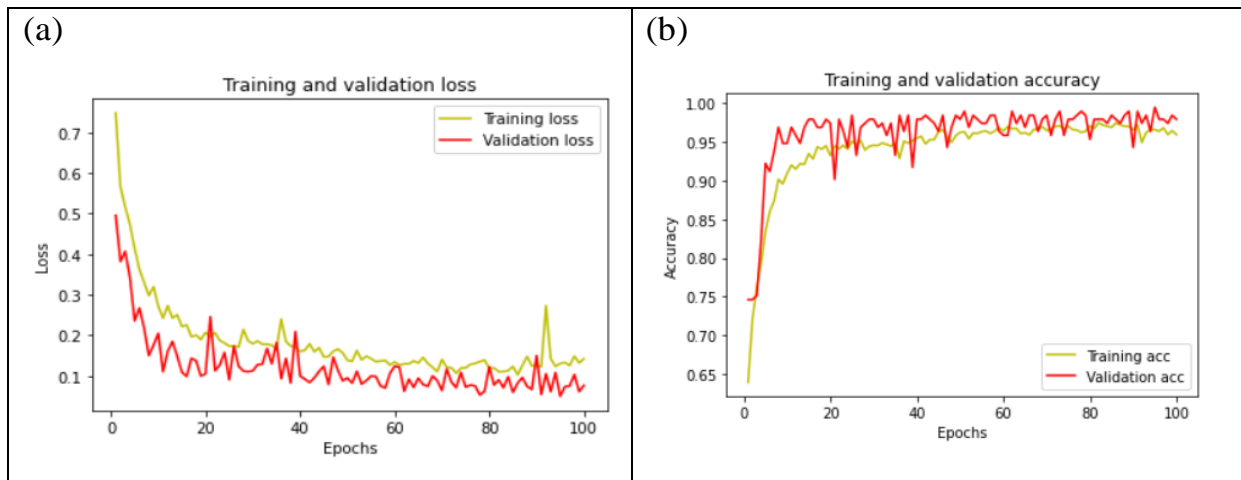 (a)
Training and validation loss
Training loss
Validation loss
0.7
0.6
0.5
0.4
0.3
0.2
0.1
Loss
0 20 40 60 80 100
Epochs
(b)
Training and validation accuracy
1.00
0.95
0.90
0.85
0.80
0.75
0.70
0.65
Accuracy
Training acc
Validation acc
0 20 40 60 80 100
Epochs